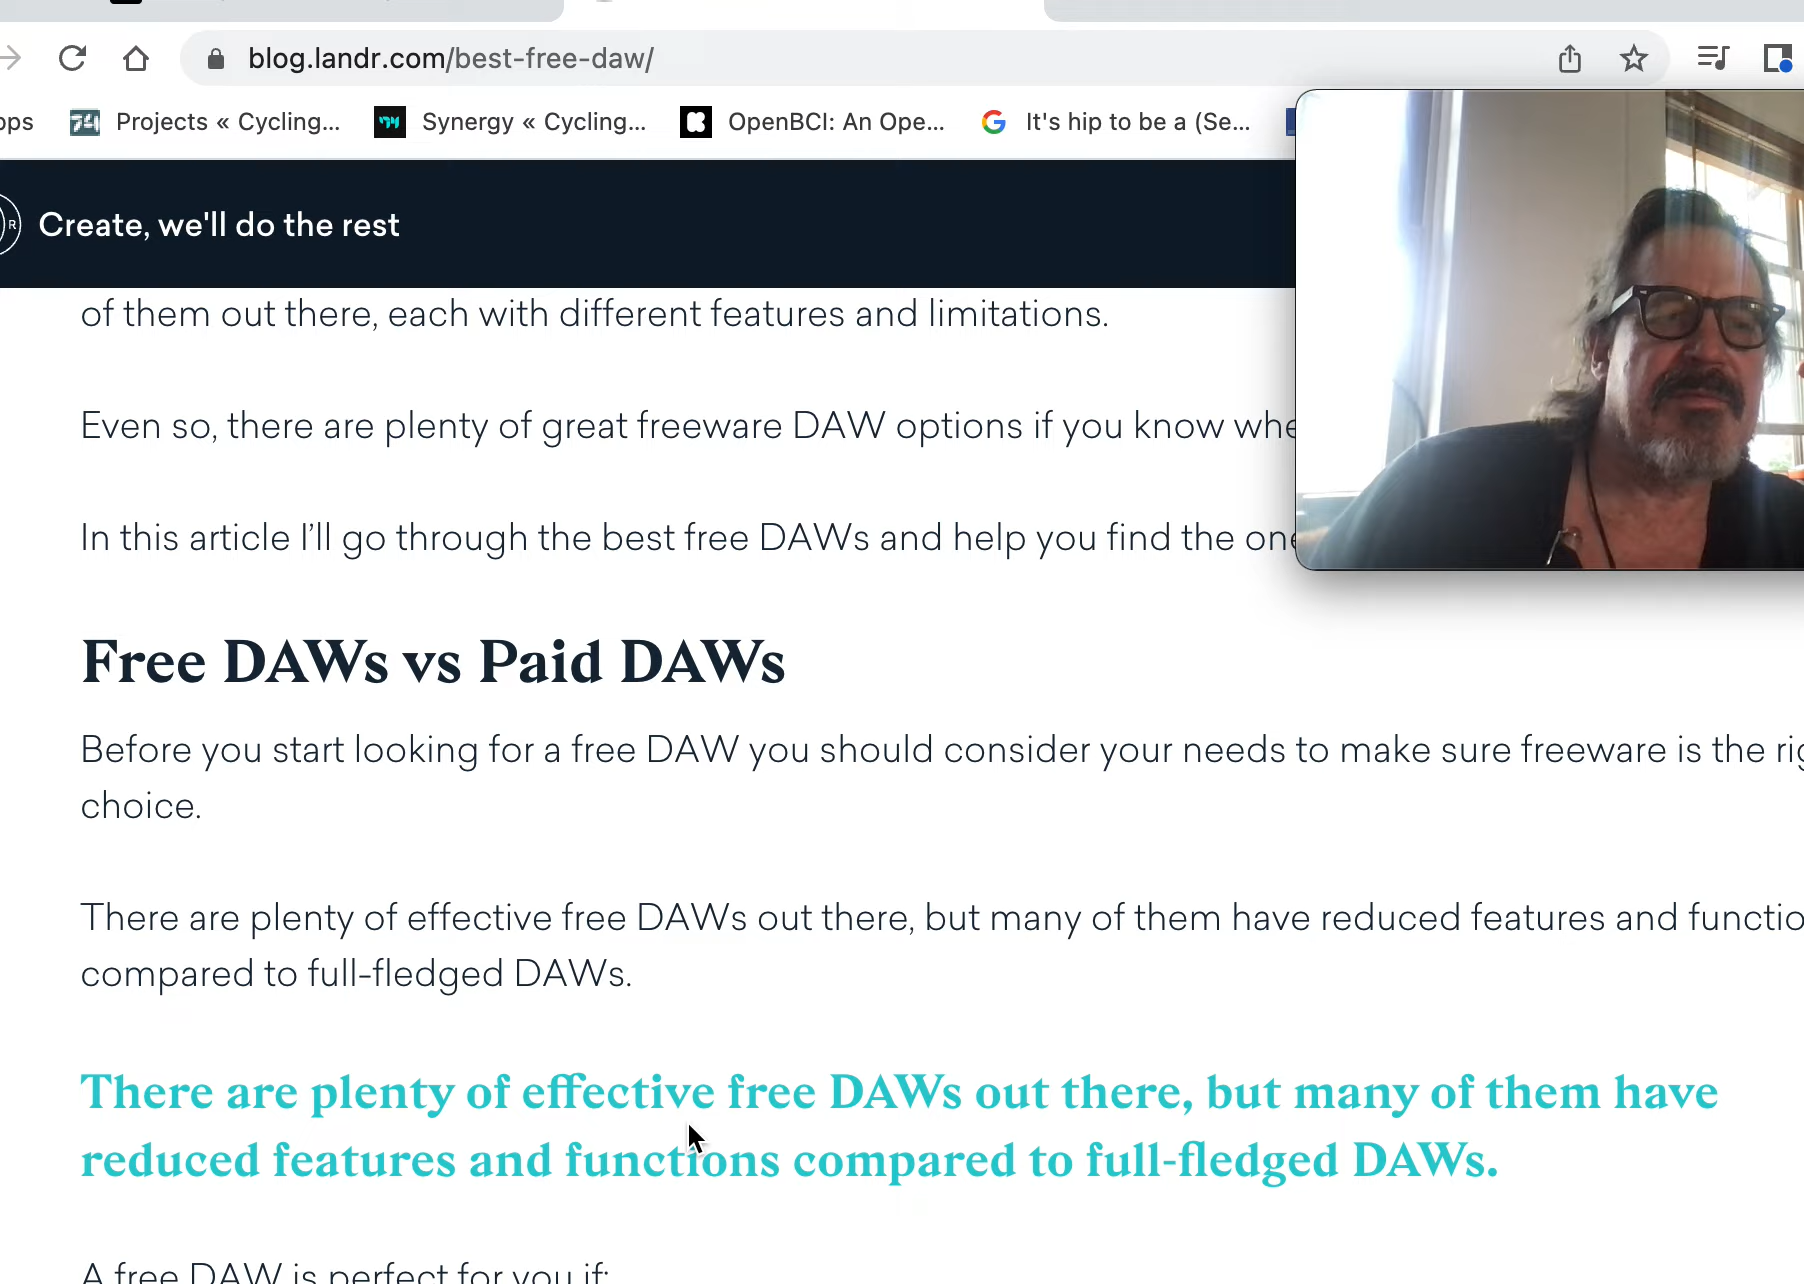 blog.landr.com/best-free-daw/
Projects « Cycling... Synergy « Cycling... OpenBCI: An Ope... It's hip to be a (Se...
R Create, we'll do the rest
of them out there, each with different features and limitations.
Even so, there are plenty of great freeware DAW options if you know
In this article I’ll go through the best free DAWs and help you find the
Free DAWs vs Paid DAWs
Before you start looking for a free DAW you should consider your needs to make sure freeware is the
choice.
There are plenty of effective free DAWs out there, but many of them have reduced features and
compared to full-fledged DAWs.
There are plenty of effective free DAWs out there, but many of them have
reduced features and functions compared to full-fledged DAWs.
A free DAW is perfect for you if: